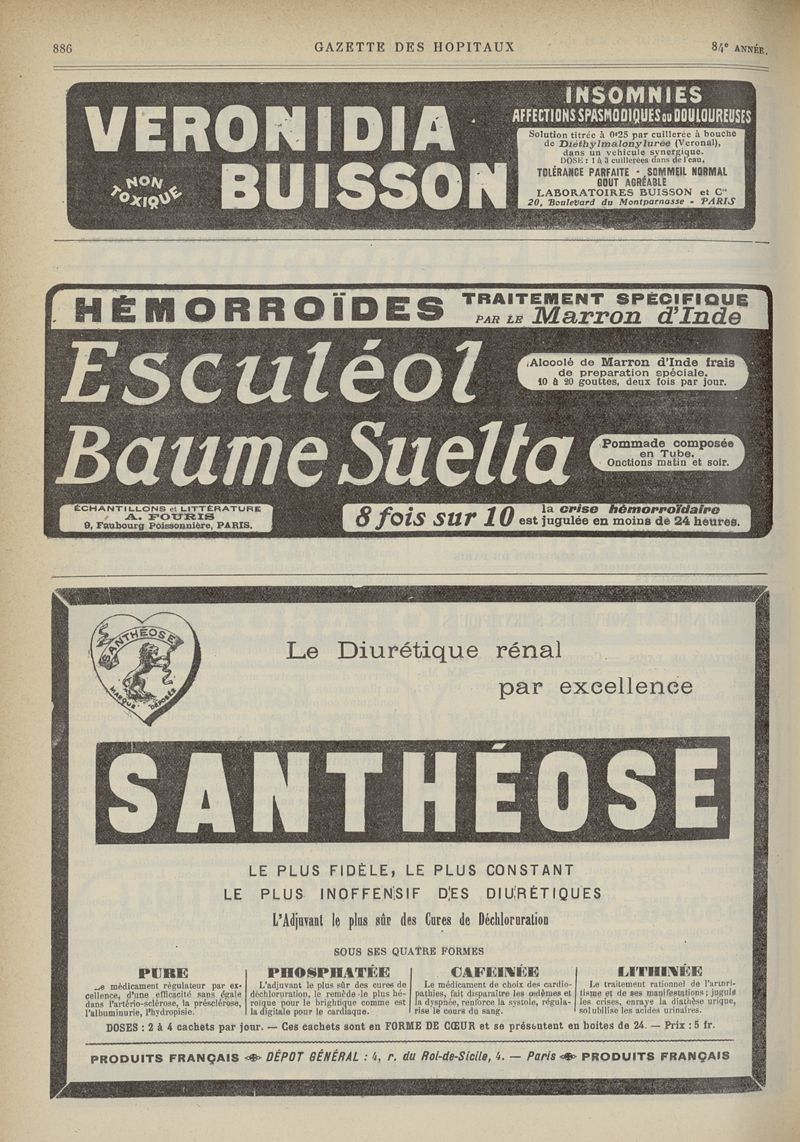 886
GAZETTE DES HOPITAUX
84e ANNÉE.
VERONIDIA
BUISSON
NON
TOXIQUE
INSOMNIES
AFFECTIONS SPASMODIQUES ou DOULOUREUSES
Solution titrée à 0g25 par cuillerée à bouche
de Diéthylmalonylurée (Veronal),
dans un vehicule synergique.
DOSE : 1 à 3 cuillerées dans de l'eau,
TOLÉRANCE PARFAITE - SOMMEIL NORMAL
GOUT AGRÉABLE
LABORATOIRES BUISSON et Cie
20, Boulevard du Montparnasse - PARIS
HÉMORROÏDES
TRAITEMENT SPÉCIFIQUE
PAR LE Marron d'Inde
Esculéol
Alcoolé de Marron d'Inde frais
de preparation spéciale.
10 à 20 gouttes, deux fois par jour.
Baume Suelta
Pommade composée
en Tube.
Onctions matin et soir.
ÉCHANTILLONS et LITTÉRATURE
A. FOURIS
9, Faubourg Poissonnière, PARIS.
8 fois sur 10
la crise hémorroïdaire
est jugulée en moins de 24 heures.
SANTHÉOSE
MARQUE DÉPOSÉE
Le Diurétique rénal
par excellence
SANTHÉOSE
LE PLUS FIDÈLE, LE PLUS CONSTANT
LE PLUS INOFFENSIF DES DIURÉTIQUES
L'Adjuvant le plus sûr des Cures de Déchloruration
SOUS SES QUATRE FORMES
PURE
Le médicament régulateur par ex-
cellence, d'une efficacité sans égale
dans l'artério-sclérose, la présclérose,
l'albuminurie, l'hydropisie.
PHOSPHATÉE
L'adjuvant le plus sûr des cures de
déchloruration, le remède le plus hé-
roïque pour le brightique comme est
la digitale pour le cardiaque.
CAFÉINÉE
Le médicament de choix des cardio-
pathies, fait disparaître les œdèmes et
la dyspnée, renforce la systole, régula-
rise le cours du sang.
LITHINÉE
Le traitement rationnel de l'arthri-
tisme et de ses manifestations ; jugule
les crises, enraye la diathèse urique,
solubilise les acides urinaires.
DOSES : 2 à 4 cachets par jour. — Ces cachets sont en FORME DE CŒUR et se présentent en boîtes de 24. — Prix : 5 fr.
PRODUITS FRANÇAIS DÉPOT GÉNÉRAL : 4, r. du Roi-de-Sicile, 4. — Paris PRODUITS FRANÇAIS